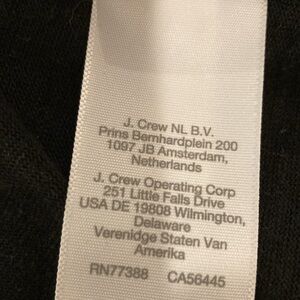 J. Crew NL B.V.
Prins Bernhardplein 200
1097 JB Amsterdam,
Netherlands
J. Crew Operating Corp
251 Little Falls Drive
USA DE 19808 Wilmington,
Delaware
Verenidge Staten Van
Amerika
RN77388 CA56445